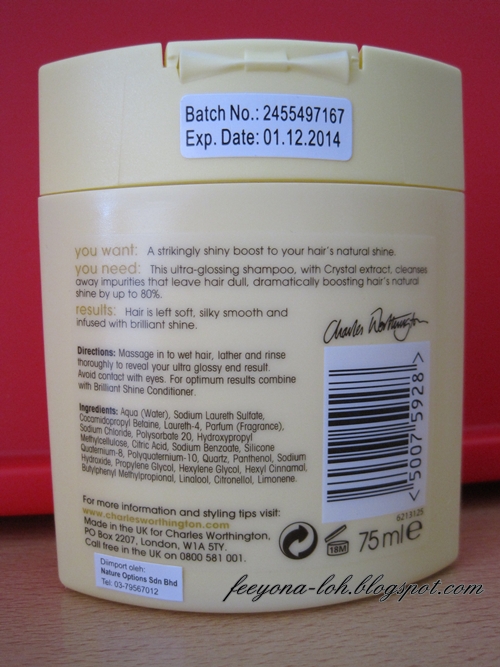 Batch No.: 2455497167
Exp. Date: 01.12.2014
you want: A strikingly shiny boost to your hair's natural shine.
you need: This ultra-glossing shampoo, with Crystal extract, cleanses
away impurities that leave hair dull, dramatically boosting hair's natural
shine by up to 80%.
results: Hair is left soft, silky smooth and
infused with brilliant shine.
Charles Worthington
Directions: Massage in to wet hair, lather and rinse
thoroughly to reveal your ultra glossy end result.
Avoid contact with eyes. For optimum results combine
with Brilliant Shine Conditioner.
Ingredients: Aqua (Water), Sodium Laureth Sulfate,
Cocamidopropyl Betaine, Laureth-4, Parfum (Fragrance),
Sodium Chloride, Polysorbate 20, Hydroxypropyl
Methylcellulose, Citric Acid, Sodium Benzoate, Silicone
Quaternium-8, Polyquaternium-10, Quartz, Panthenol, Sodium
Hydroxide, Propylene Glycol, Hexylene Glycol, Hexyl Cinnamal,
Butylphenyl Methylpropional, Linalool, Citronellol, Limonene.
<5007 5928>
6213125
For more information and styling tips visit:
www.charlesworthington.com
Made in the UK for Charles Worthington,
PO Box 2207, London, W1A 5TY.
Call free in the UK on 0800 581 001.
18M
75ml e
Diimport oleh:
Nature Options Sdn Bhd
Tel: 03-79567012
feeyona-loh.blogspot.com